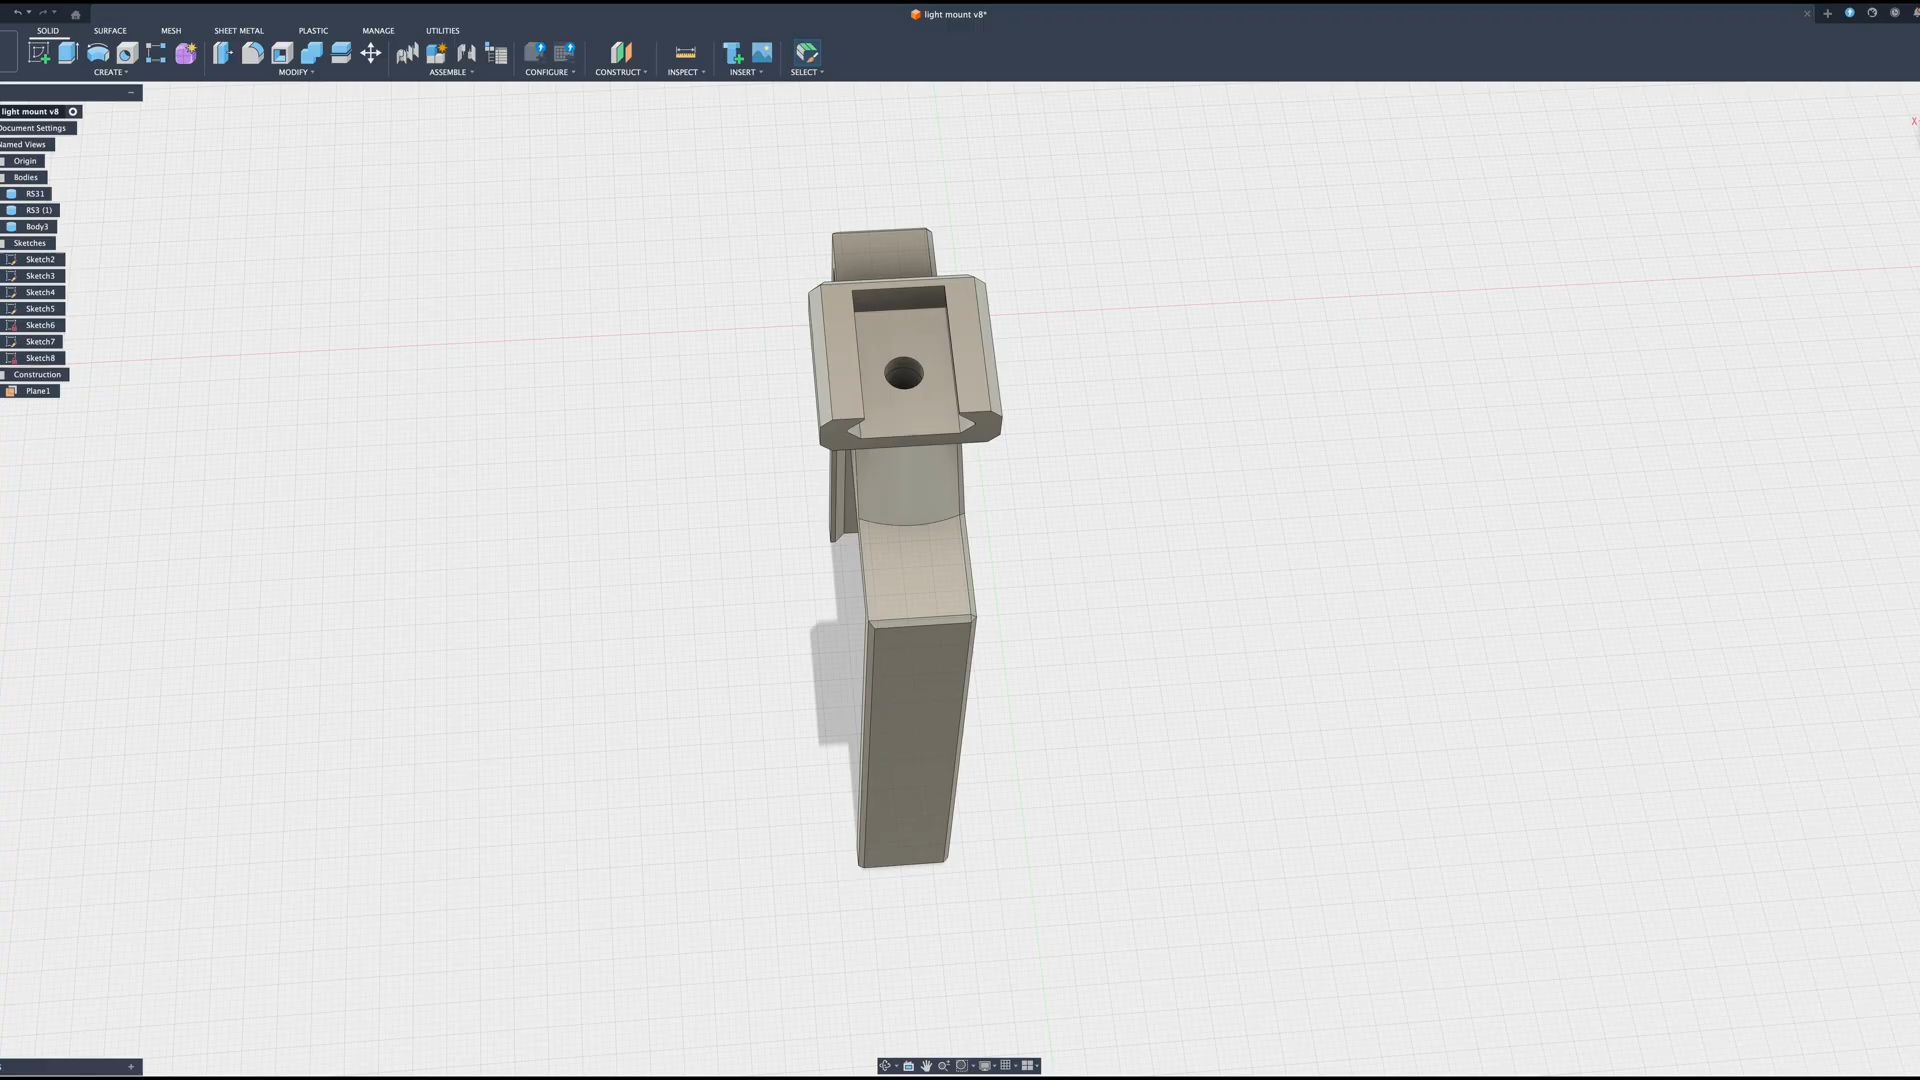 light mount v8*
SOLID SURFACE MESH SHEET METAL PLASTIC MANAGE UTILITIES
CREATE MODIFY ASSEMBLE CONFIGURE CONSTRUCT INSPECT INSERT SELECT
light mount v8
Document Settings
Named Views
Origin
Bodies
RS31
RS3 (1)
Body3
Sketches
Sketch2
Sketch3
Sketch4
Sketch5
Sketch6
Sketch7
Sketch8
Construction
Plane1
X